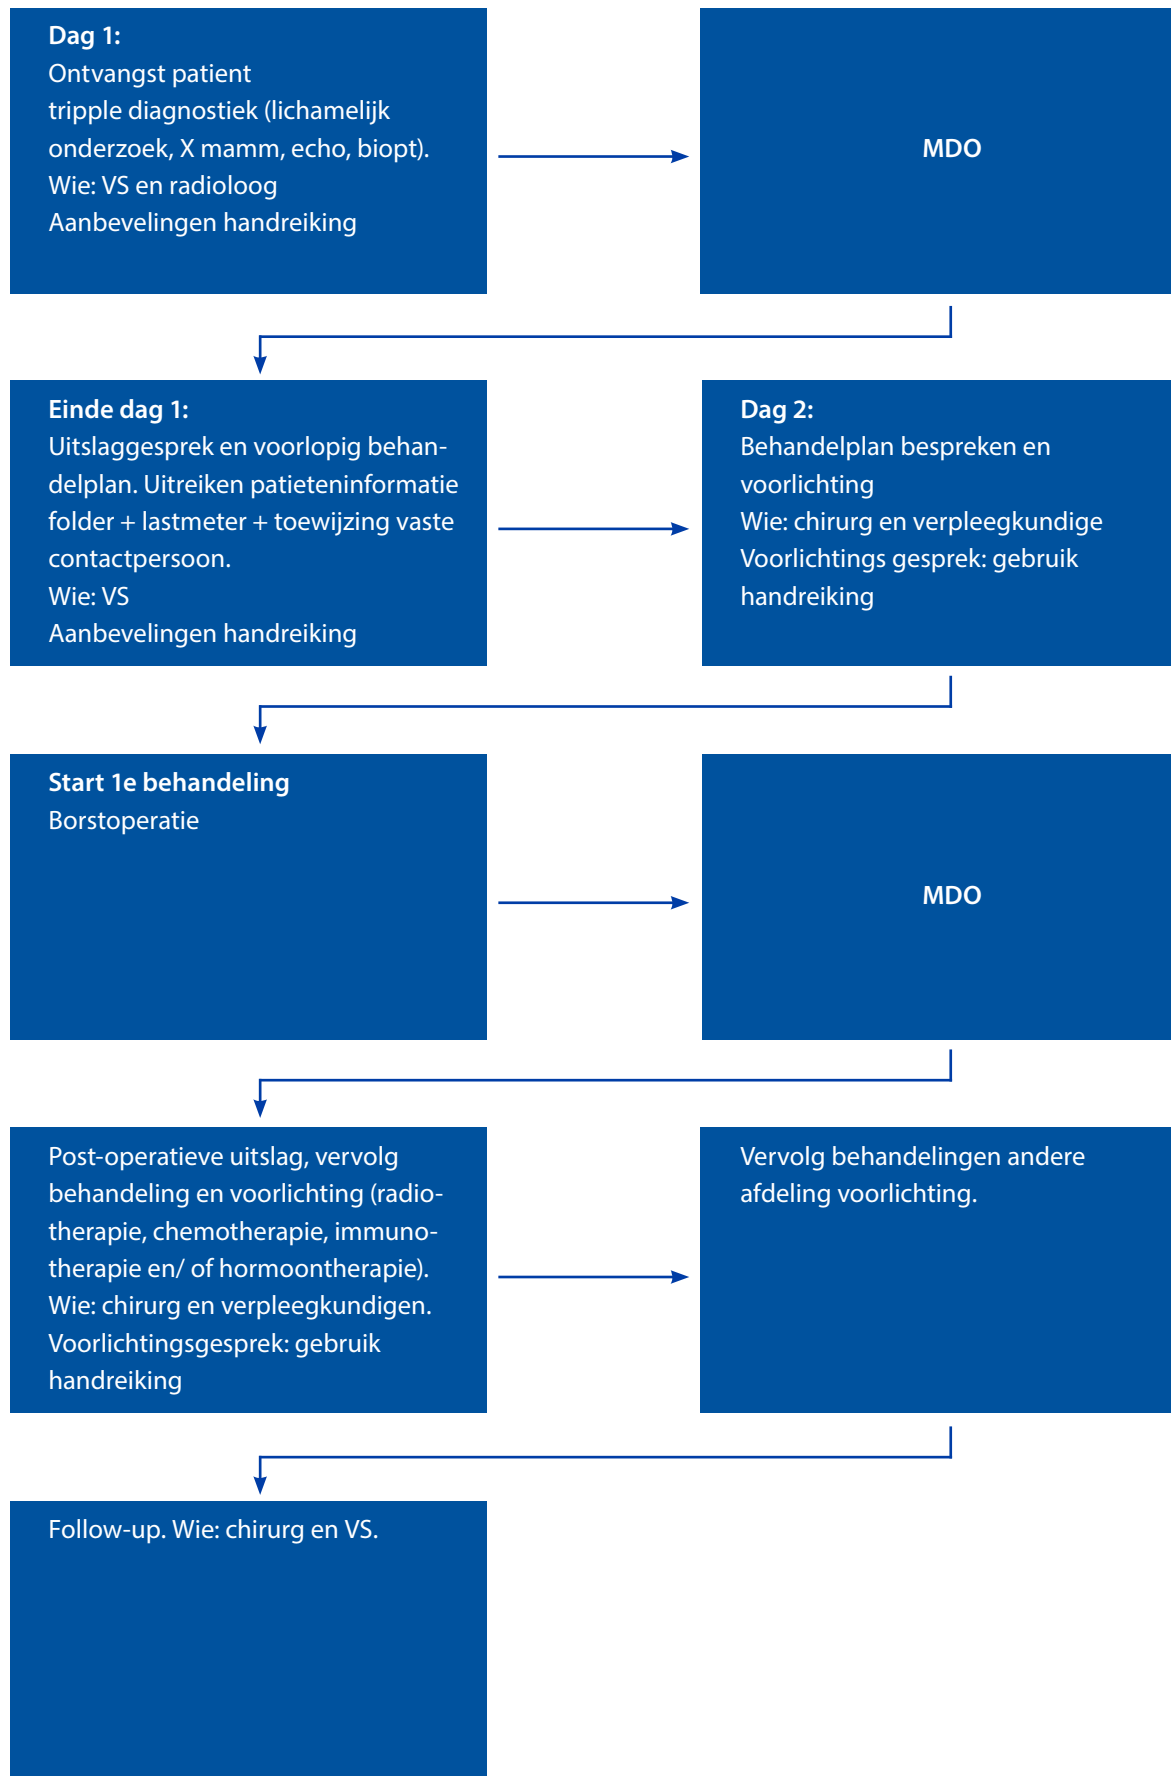 Dag 1:
Ontvangst patient
tripple diagnostiek (lichamelijk
onderzoek, X mamm, echo, biopt).
Wie: VS en radioloog
Aanbevelingen handreiking
MDO
Einde dag 1:
Uitslaggesprek en voorlopig behan-
delplan. Uitreiken patieteninformatie
folder + lastmeter + toewijzing vaste
contactpersoon.
Wie: VS
Aanbevelingen handreiking
Dag 2:
Behandelplan bespreken en
voorlichting
Wie: chirurg en verpleegkundige
Voorlichtings gesprek: gebruik
handreiking
Start 1e behandeling
Borstoperatie
MDO
Post-operatieve uitslag, vervolg
behandeling en voorlichting (radio-
therapie, chemotherapie, immuno-
therapie en/ of hormoontherapie).
Wie: chirurg en verpleegkundigen.
Voorlichtingsgesprek: gebruik
handreiking
Vervolg behandelingen andere
afdeling voorlichting.
Follow-up. Wie: chirurg en VS.